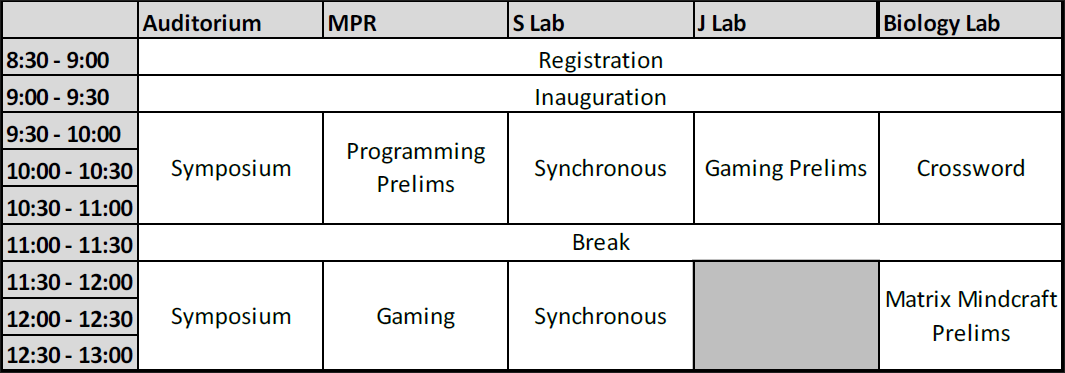 Auditorium MPR S Lab J Lab Biology Lab
8:30 - 9:00 Registration
9:00 - 9:30 Inauguration
9:30 - 10:00
10:00 - 10:30 Symposium Programming Prelims Synchronous Gaming Prelims Crossword
10:30 - 11:00
11:00 - 11:30 Break
11:30 - 12:00
12:00 - 12:30 Symposium Gaming Synchronous Matrix Mindcraft Prelims
12:30 - 13:00